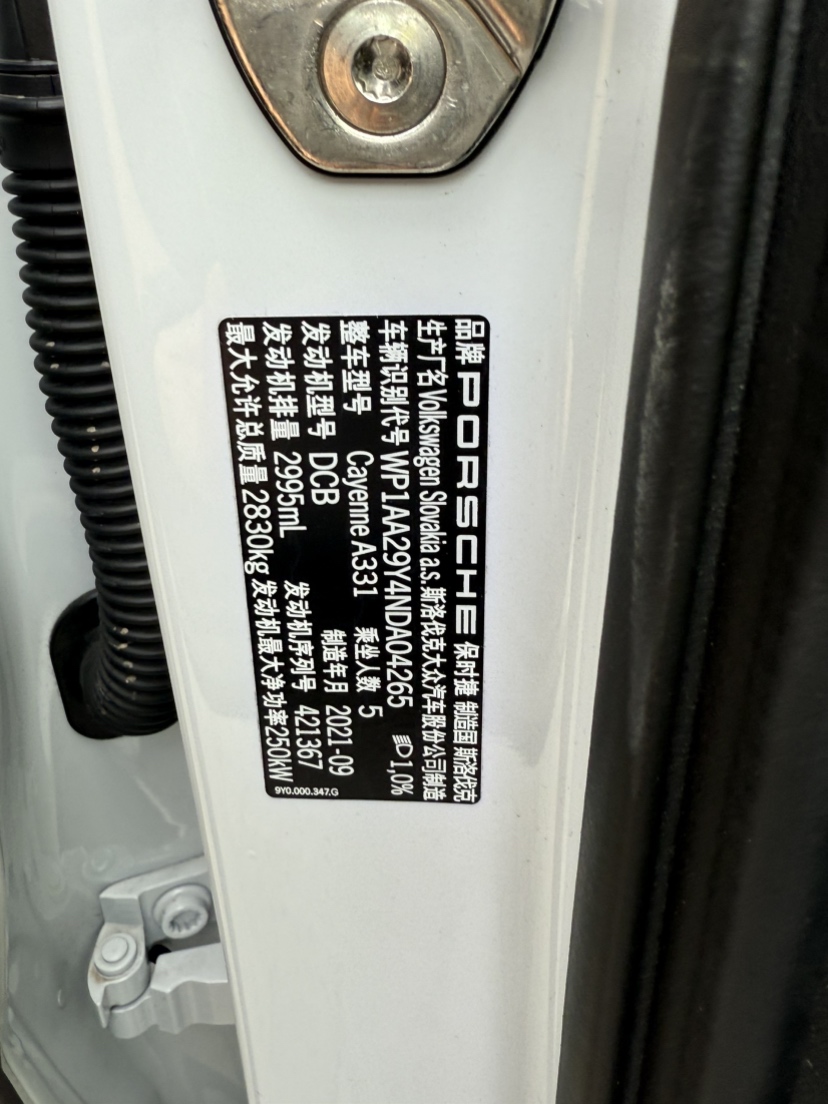 品牌 PORSCHE 保时捷 制造国 斯洛伐克
生产厂名 Volkswagen Slovakia a.s. 斯洛伐克大众汽车股份公司制造
车辆识别代号 WP1AA29Y4NDA04265 1,0%
整车型号 Cayenne A331 乘坐人数 5
发动机型号 DCB 制造年月 2021-09
发动机排量 2995mL 发动机序列号 421367
最大允许总质量 2830kg 发动机最大净功率250kW
9Y0.000.347.G